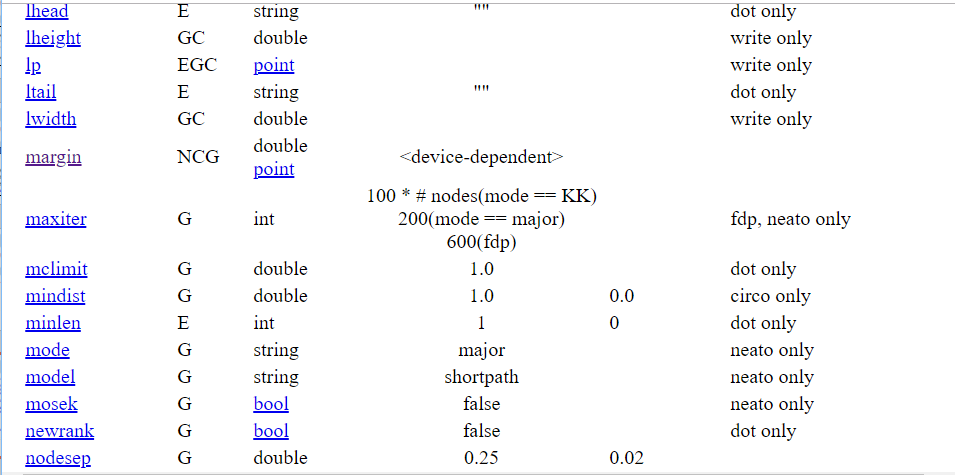 lhead E string "" dot only
lheight GC double write only
lp EGC point write only
ltail E string "" dot only
lwidth GC double write only
margin NCG double point <device-dependent>
maxiter G int 100 * # nodes(mode == KK) 200(mode == major) 600(fdp) fdp, neato only
mclimit G double 1.0 dot only
mindist G double 1.0 0.0 circo only
minlen E int 1 0 dot only
mode G string major neato only
model G string shortpath neato only
mosek G bool false neato only
newrank G bool false dot only
nodesep G double 0.25 0.02